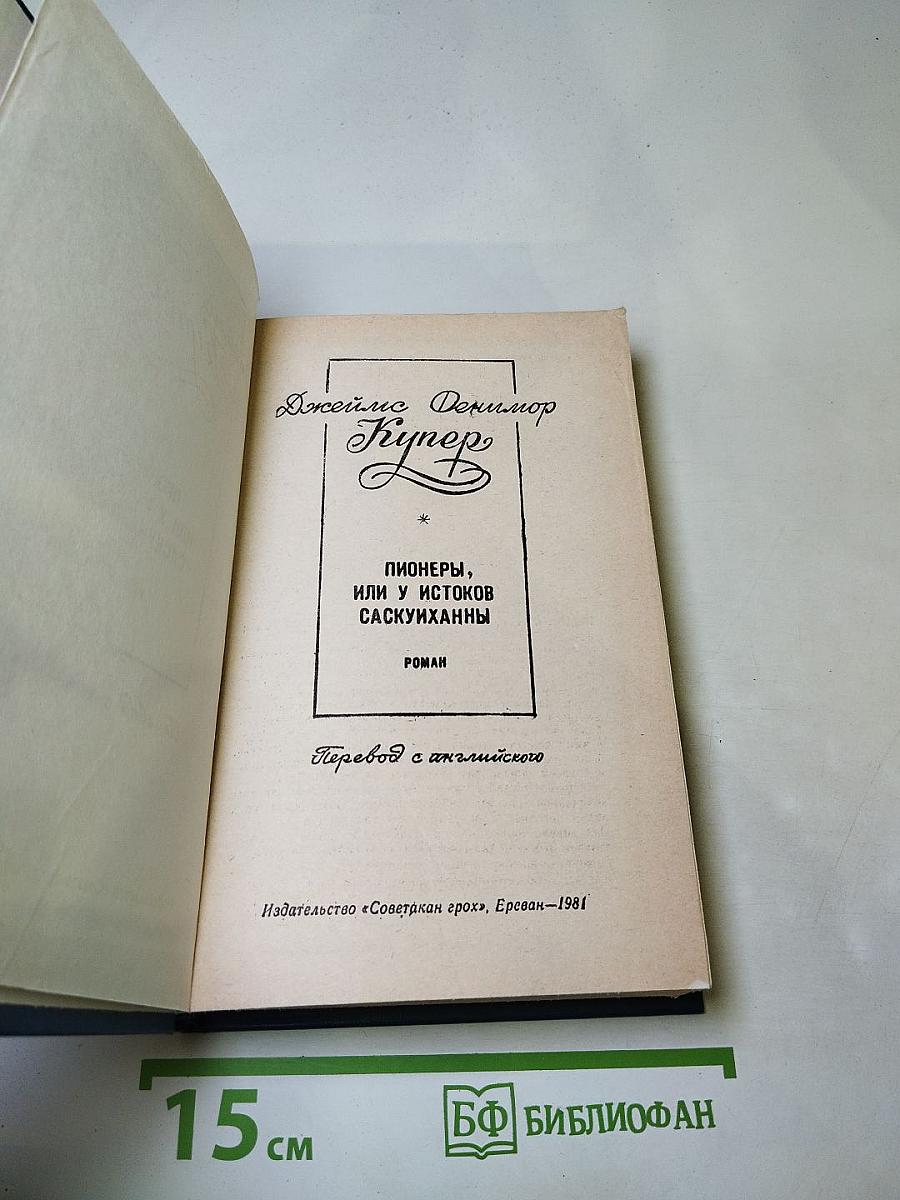 Джеймс Фенимор
Купер
*
ПИОНЕРЫ,
ИЛИ У ИСТОКОВ
САСКУИХАННЫ
РОМАН
Перевод с английского
Издательство «Советакан грох», Ереван—1981
15 см
БФ БИБЛИОФАН